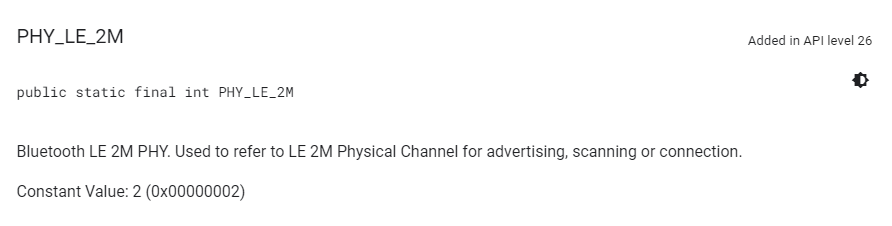 PHY_LE_2M
Added in API level 26
public static final int PHY_LE_2M
Bluetooth LE 2M PHY. Used to refer to LE 2M Physical Channel for advertising, scanning or connection.
Constant Value: 2 (0x00000002)